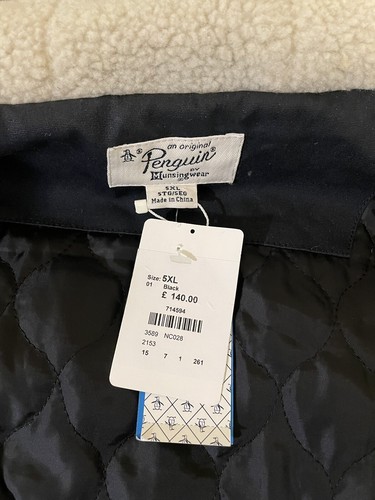 an original
Penguin®
BY
Munsingwear
5XL
STG/SEG
Made in China
Size: 5XL
01 Black
£ 140.00
714594
3589 NC028
2153
15 7 1 261